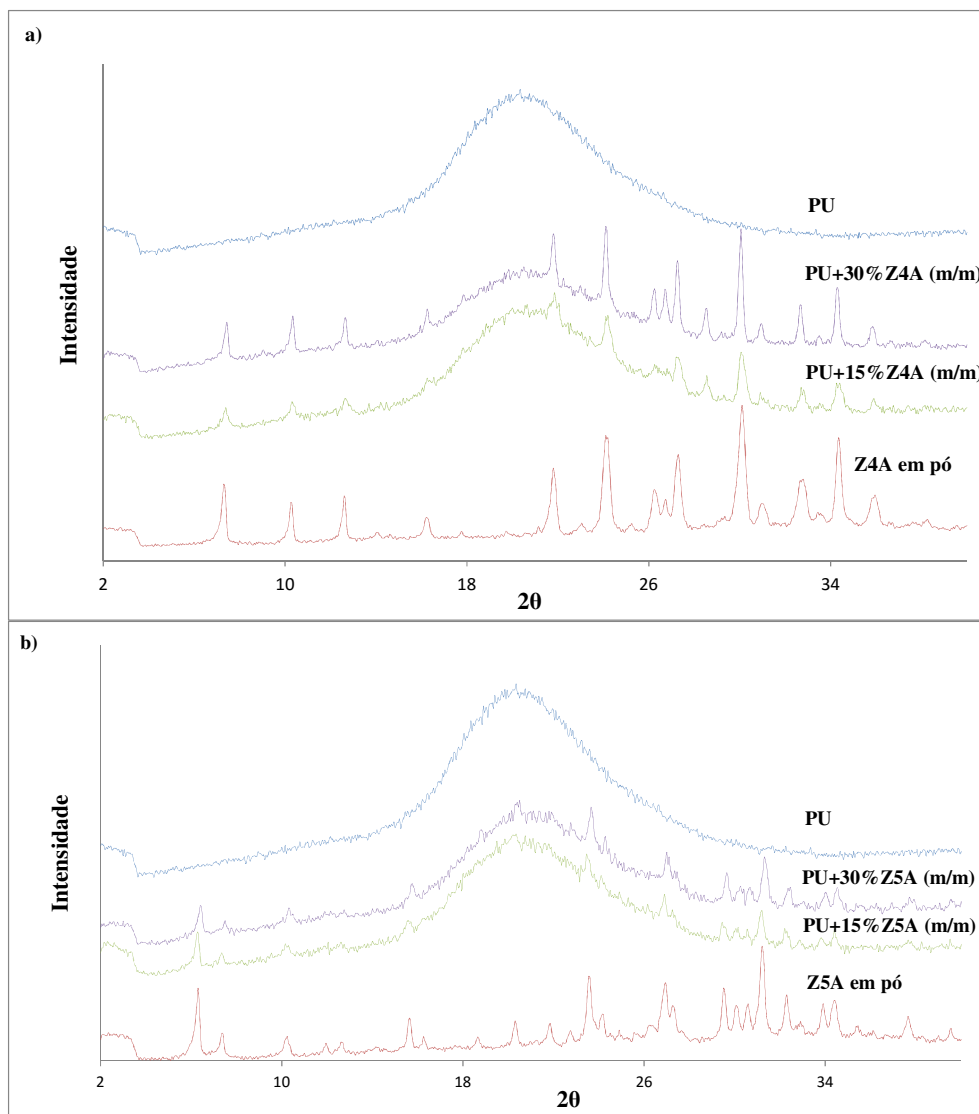 a)
Intensidade
PU
PU+30%Z4A (m/m)
PU+15%Z4A (m/m)
Z4A em pó
2 10 18 26 34
2θ
b)
Intensidade
PU
PU+30%Z5A (m/m)
PU+15%Z5A (m/m)
Z5A em pó
2 10 18 26 34
2θ